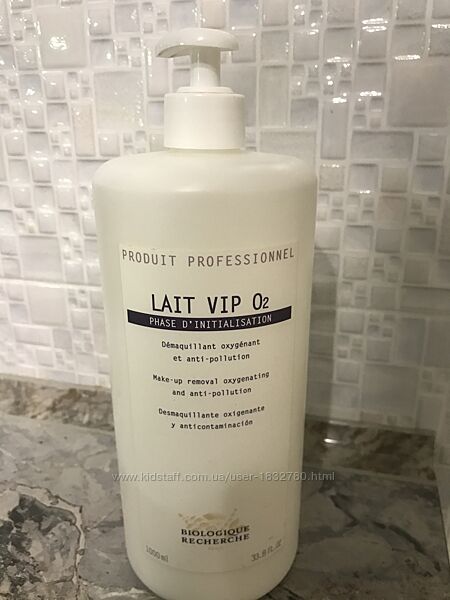 PRODUIT PROFESSIONNEL
LAIT VIP O2
PHASE D'INITIALISATION
Démaquillant oxygénant
et anti-pollution
Make-up removal oxygenating
and anti-pollution
Desmaquillante oxigenante
y anticontaminación
www.kidstaff.com.ua/user-1832780.html
BIOLOGIQUE
RECHERCHE
1000 ml
33.8 fl. oz